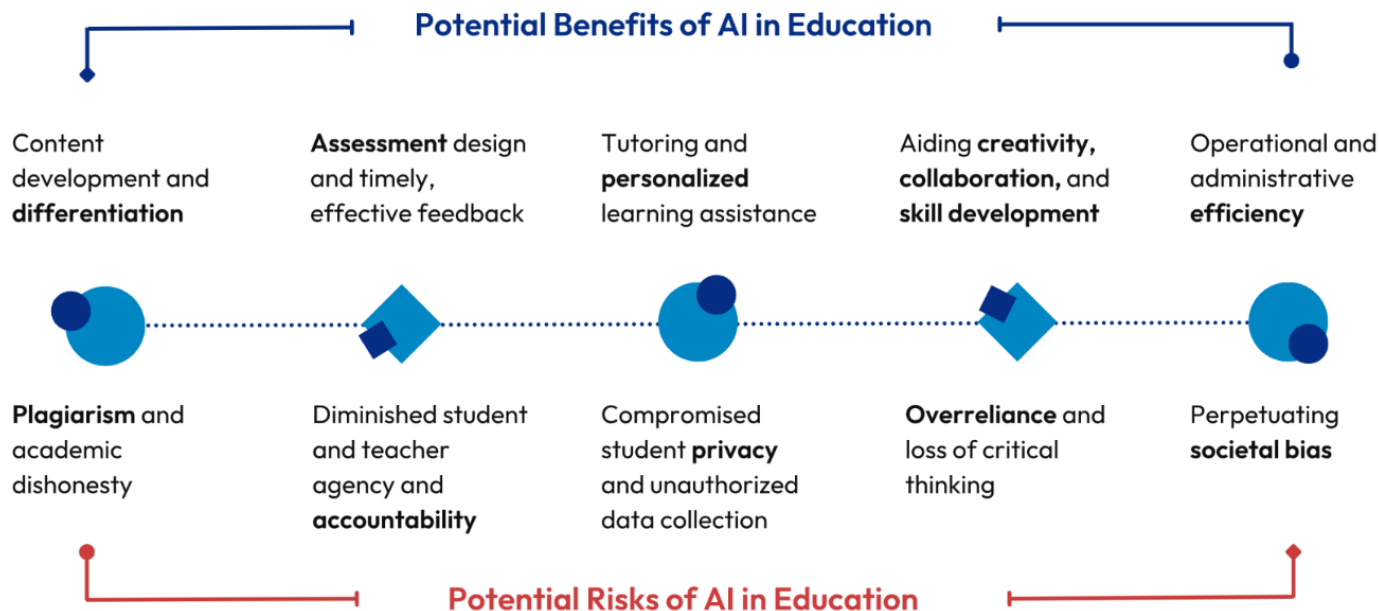 Potential Benefits of AI in Education
Content
development and
differentiation
Assessment design
and timely,
effective feedback
Tutoring and
personalized
learning assistance
Aiding creativity,
collaboration, and
skill development
Operational and
administrative
efficiency
Plagiarism and
academic
dishonesty
Diminished student
and teacher
agency and
accountability
Compromised
student privacy
and unauthorized
data collection
Overreliance and
loss of critical
thinking
Perpetuating
societal bias
Potential Risks of AI in Education